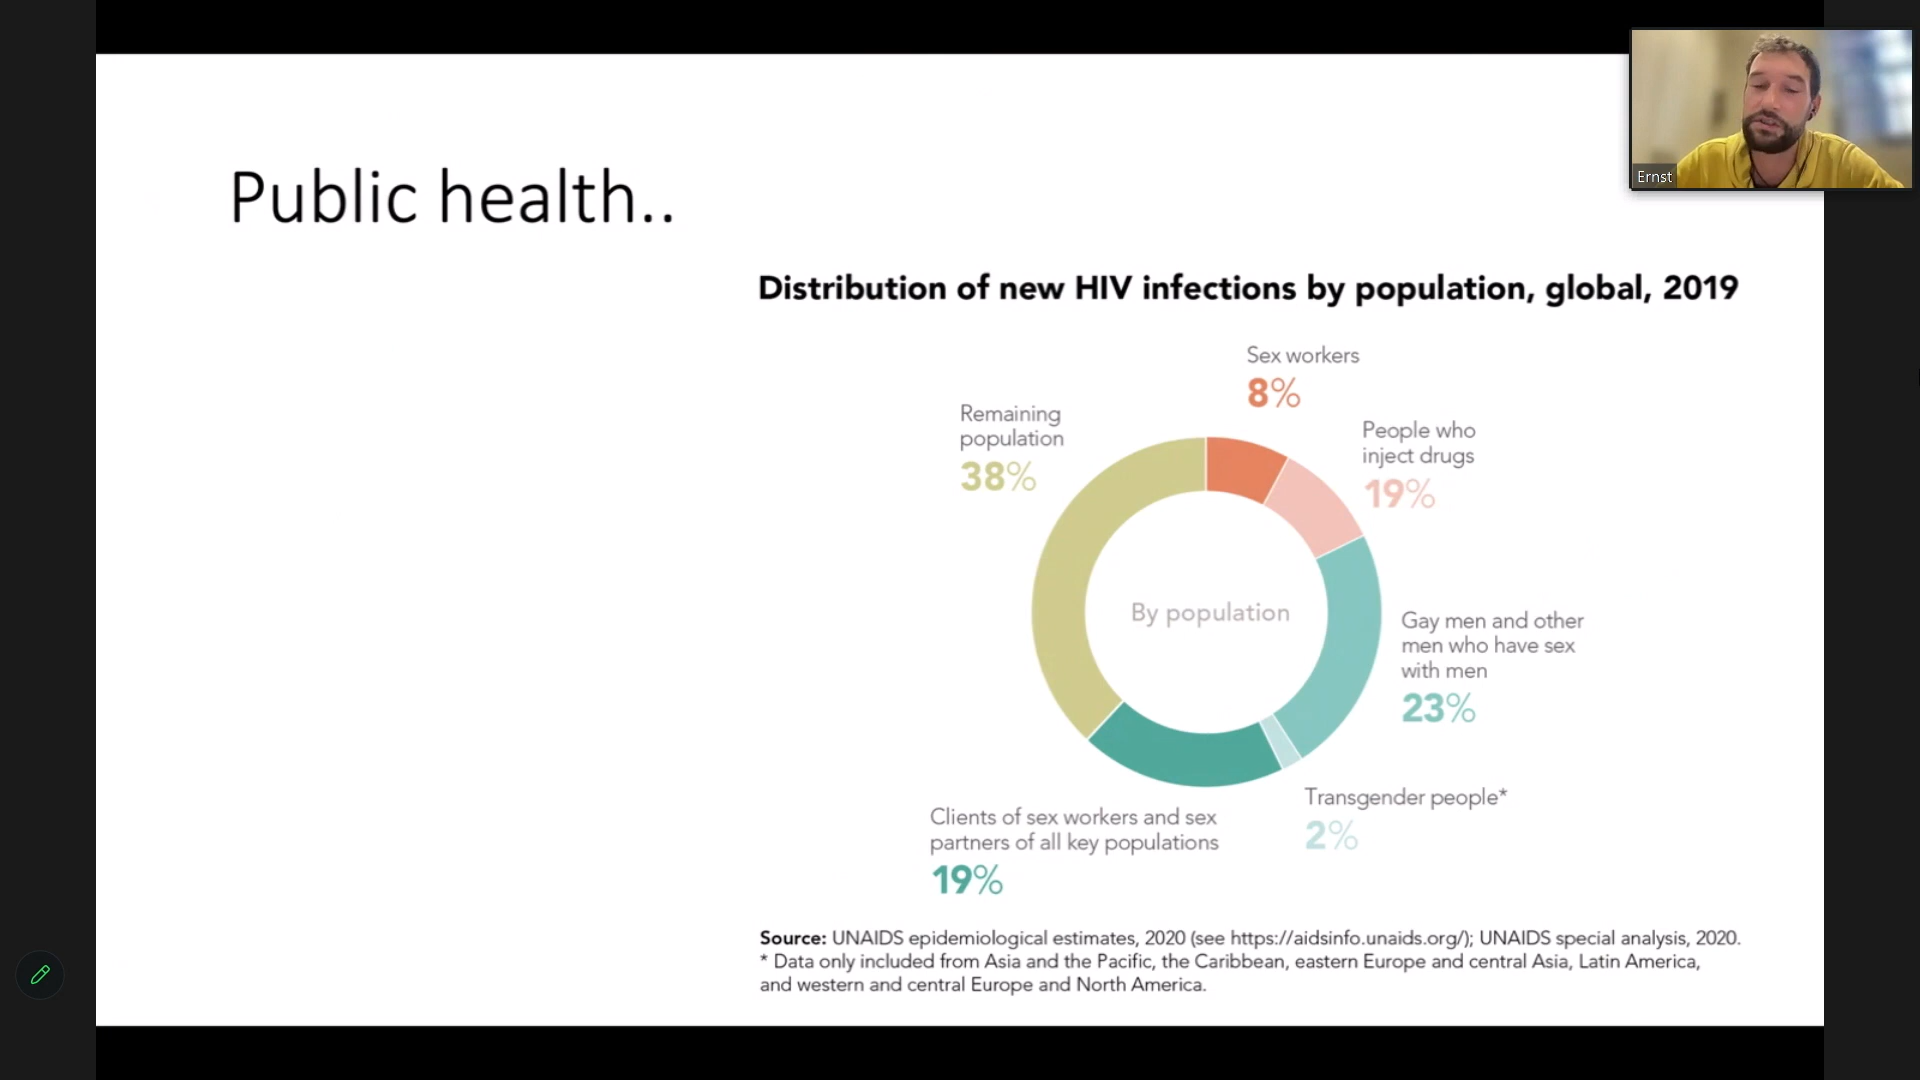 Ernst
Public health..
Distribution of new HIV infections by population, global, 2019
Sex workers
8%
Remaining
population
38%
People who
inject drugs
19%
By population
Gay men and other
men who have sex
with men
23%
Transgender people*
2%
Clients of sex workers and sex
partners of all key populations
19%
Source: UNAIDS epidemiological estimates, 2020 (see https://aidsinfo.unaids.org/); UNAIDS special analysis, 2020.
* Data only included from Asia and the Pacific, the Caribbean, eastern Europe and central Asia, Latin America,
and western and central Europe and North America.